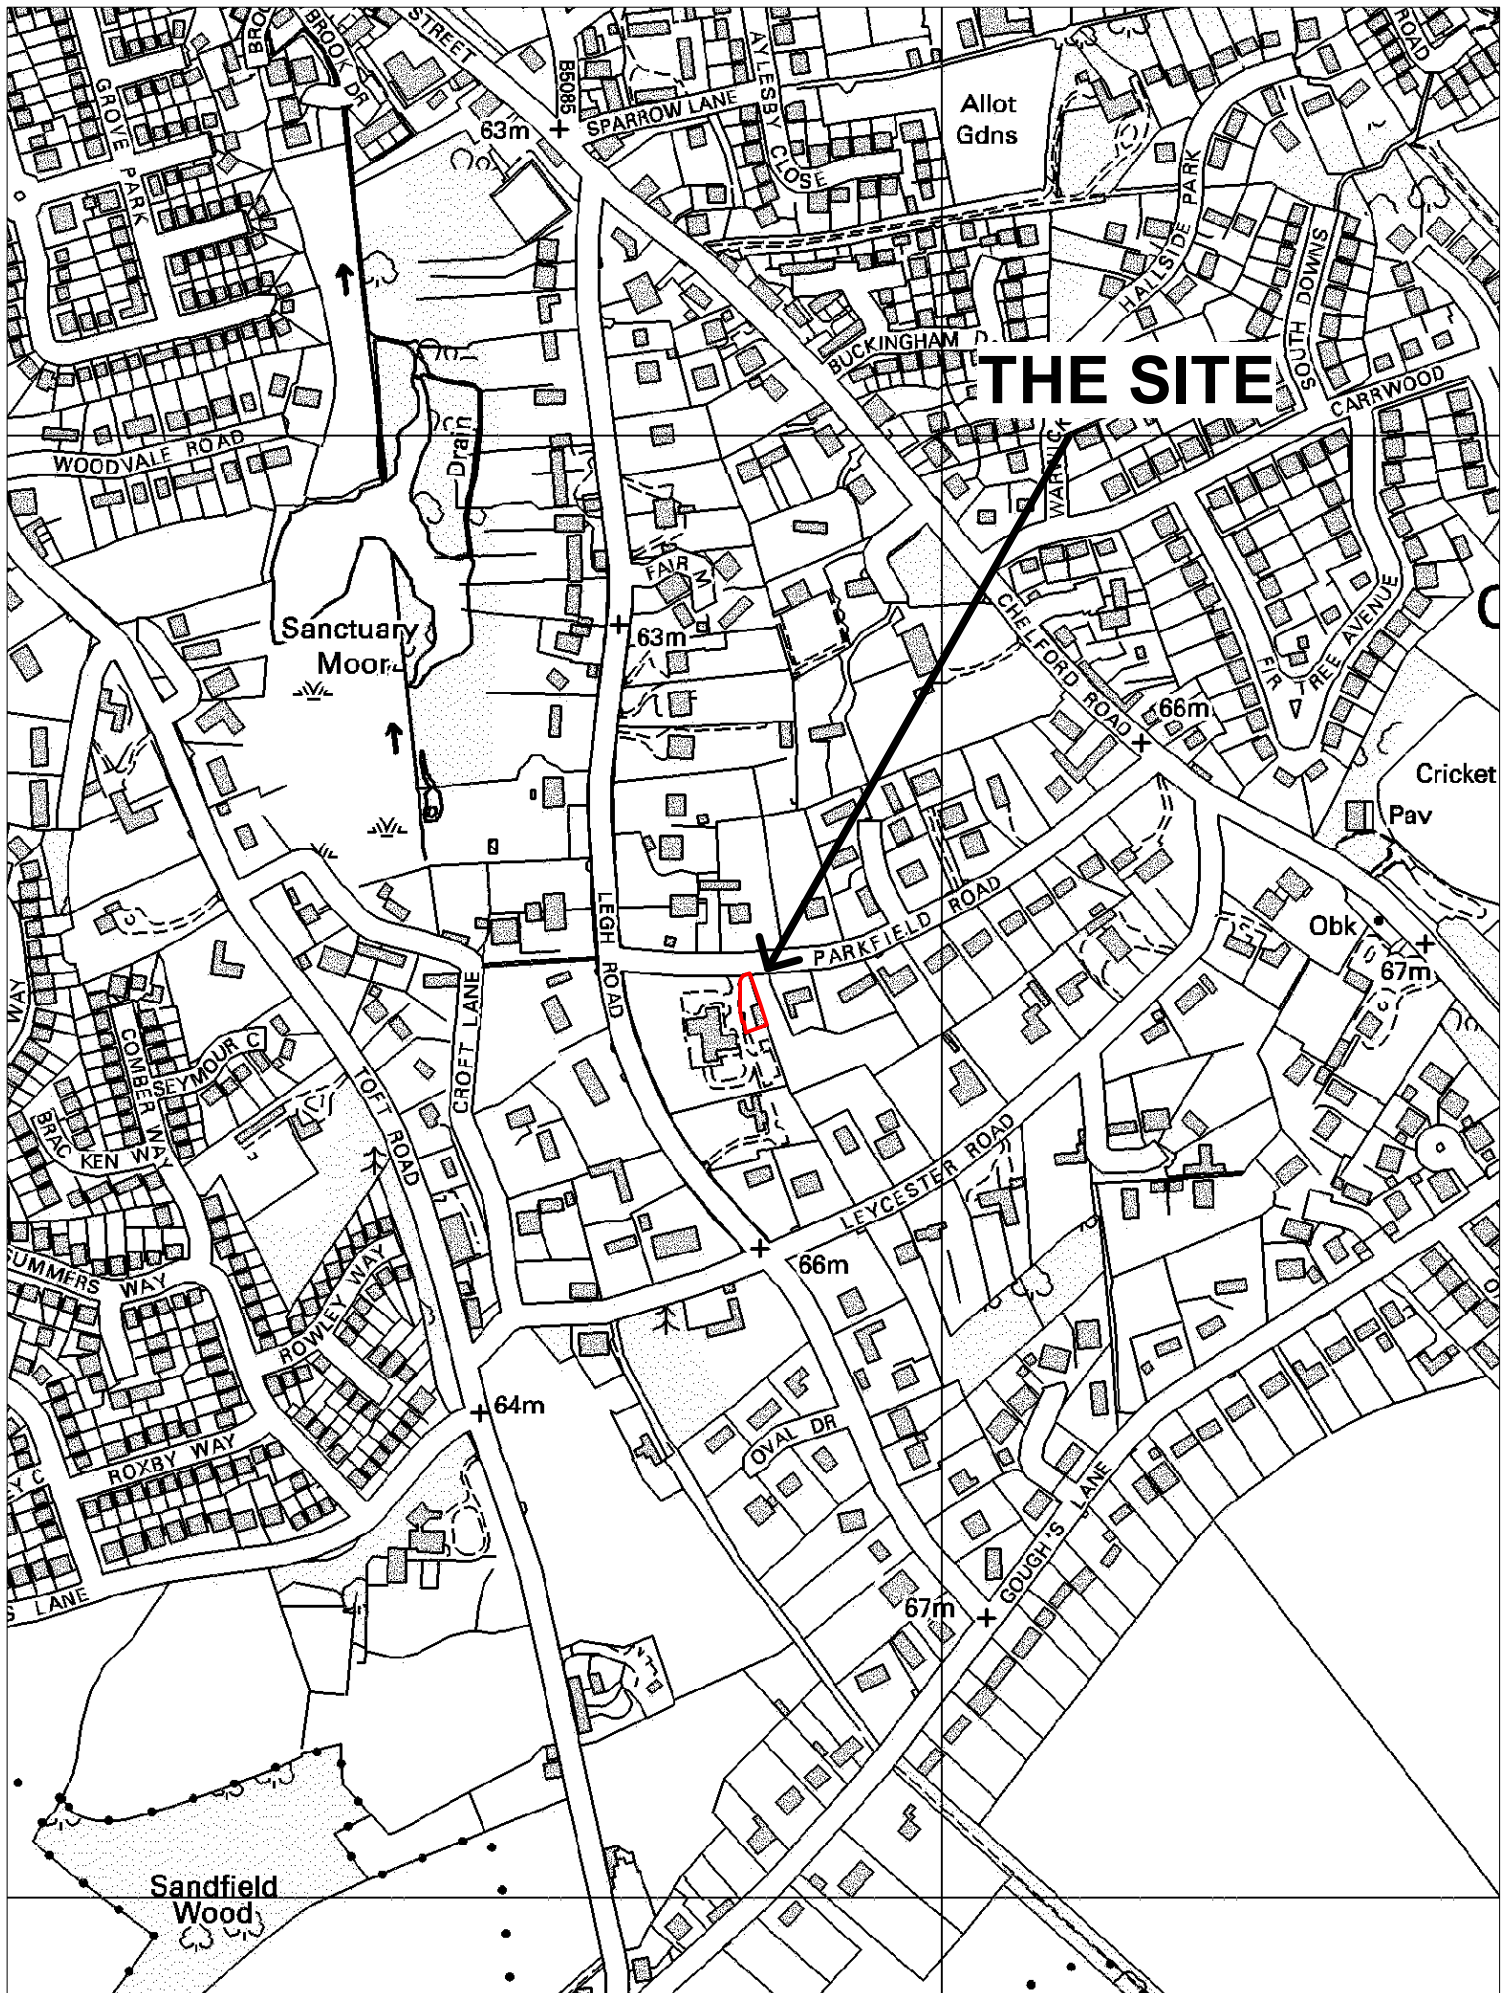 BROOK DR
STREET
B5085
AYLESBY CLOSE
ROAD
GROVE PARK
63m
SPARROW LANE
Allot
Gdns
HALLSIDE PARK
SOUTH DOWNS
BUCKINGHAM D
THE SITE
CARRWOOD
WARWICK
WOODVALE ROAD
Drain
FAIR M
Sanctuary
Moor
63m
CHELFORD ROAD
FIR TREE AVENUE
66m
Cricket
Pav
LEGH ROAD
PARKFIELD ROAD
Obk
67m
WAY
CROFT LANE
COMBER WAY
SEYMOUR C
TOFT ROAD
BRACKEN W
LEYCESTER ROAD
66m
SUMMERS WAY
ROWLEY WAY
64m
OVAL DR
ROXBY WAY
Y C
GOUGH'S LANE
S LANE
67m
Sandfield
Wood